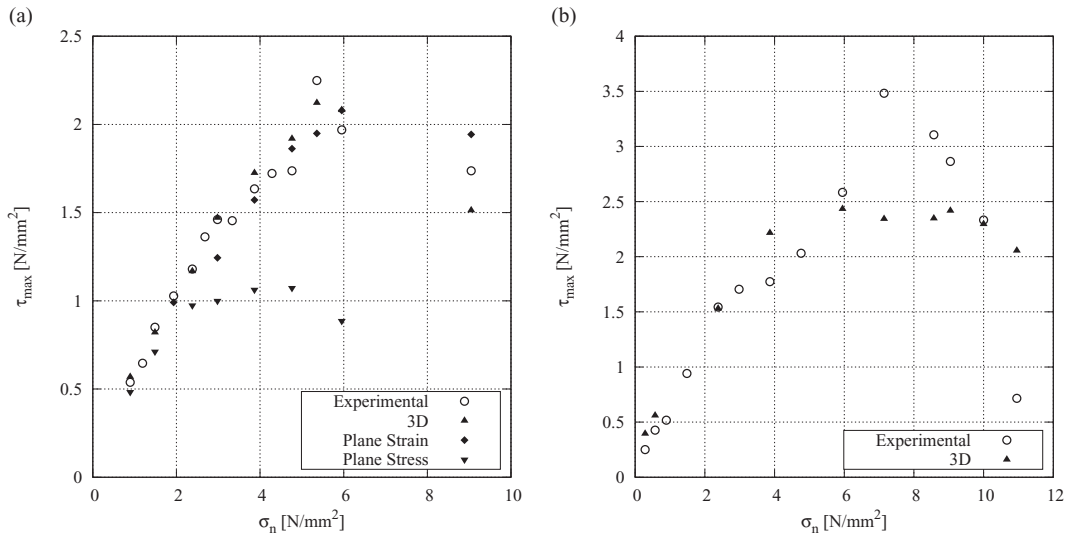 (a)
2.5
2
1.5
1
0.5
0
τmax [N/mm²]
Experimental
3D
Plane Strain
Plane Stress
0 2 4 6 8 10
σn [N/mm²]
(b)
4
3.5
3
2.5
2
1.5
1
0.5
0
τmax [N/mm²]
Experimental
3D
0 2 4 6 8 10 12
σn [N/mm²]